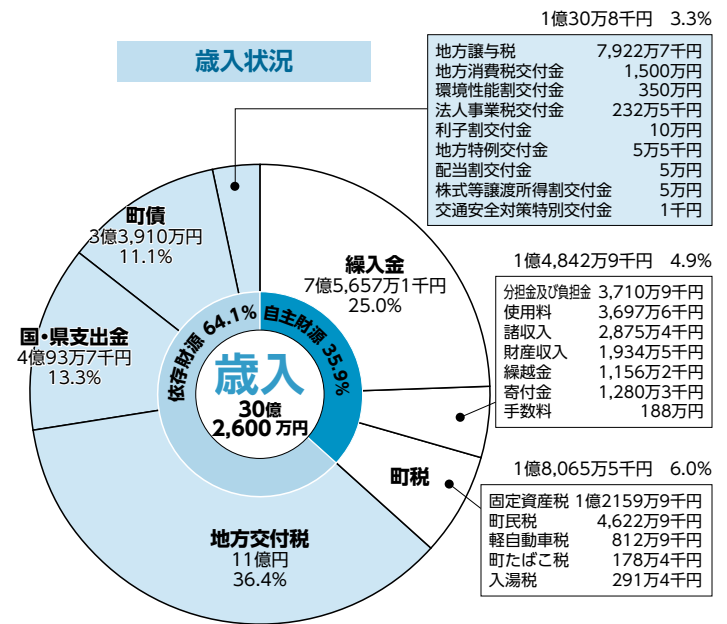 歳入状況
1億30万8千円 3.3%
地方譲与税 7,922万7千円
地方消費税交付金 1,500万円
環境性能割交付金 350万円
法人事業税交付金 232万5千円
利子割交付金 10万円
地方特例交付金 5万5千円
配当割交付金 5万円
株式等譲渡所得割交付金 5万円
交通安全対策特別交付金 1千円
町債
3億3,910万円
11.1%
繰入金
7億5,657万1千円
25.0%
1億4,842万9千円 4.9%
分担金及び負担金 3,710万9千円
使用料 3,697万6千円
諸収入 2,875万4千円
財産収入 1,934万5千円
繰越金 1,156万2千円
寄付金 1,280万3千円
手数料 188万円
国・県支出金
4億93万7千円
13.3%
依存財源 64.1%
自主財源 35.9%
歳入
30億
2,600万円
町税
1億8,065万5千円 6.0%
固定資産税 1億2159万9千円
町民税 4,622万9千円
軽自動車税 812万9千円
町たばこ税 178万4千円
入湯税 291万4千円
地方交付税
11億円
36.4%